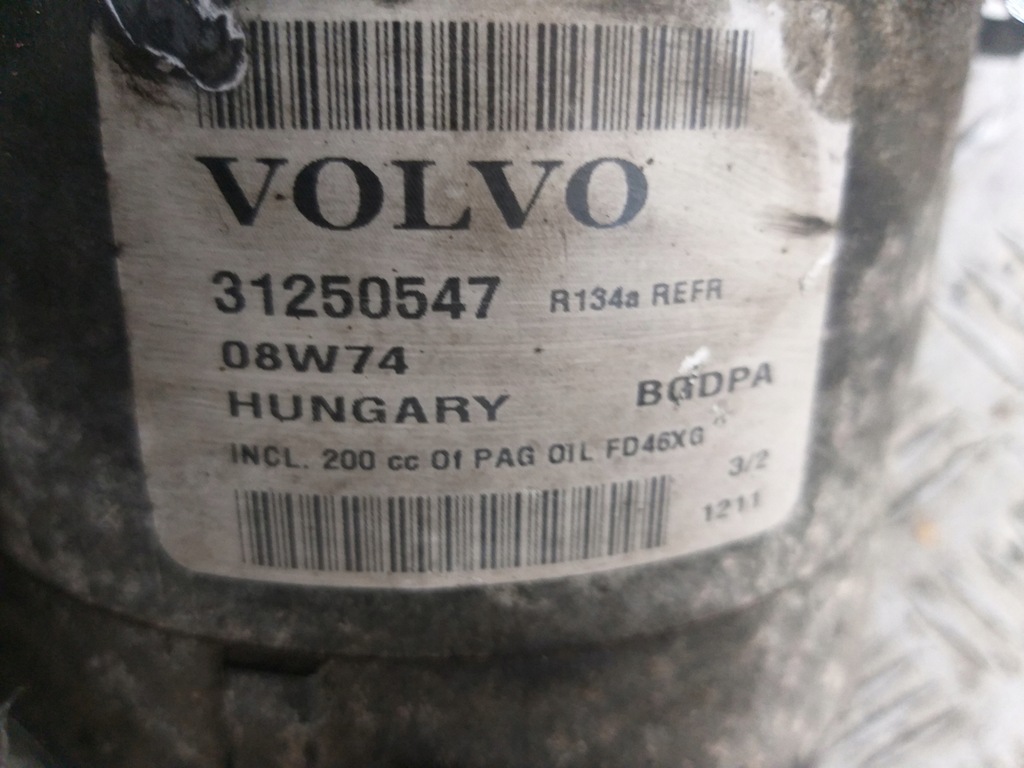 VOLVO
31250547 R134a REFR
08W74
HUNGARY BGDPA
INCL. 200 cc Of PAG OIL FD46XG
3/2
1211